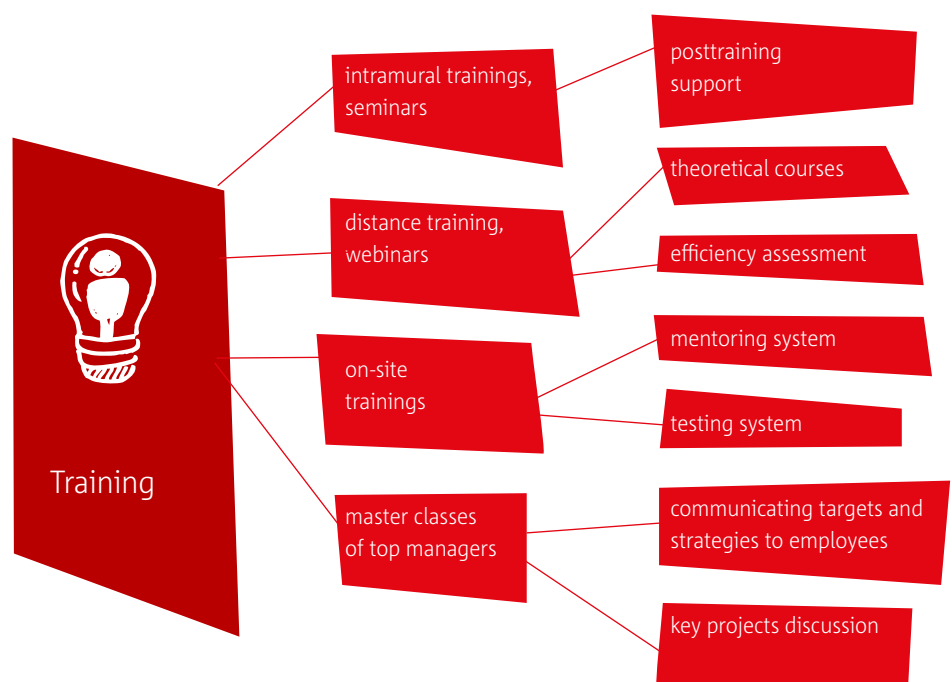 Training
intramural trainings,
seminars
posttraining
support
distance training,
webinars
theoretical courses
efficiency assessment
on-site
trainings
mentoring system
testing system
master classes
of top managers
communicating targets and
strategies to employees
key projects discussion